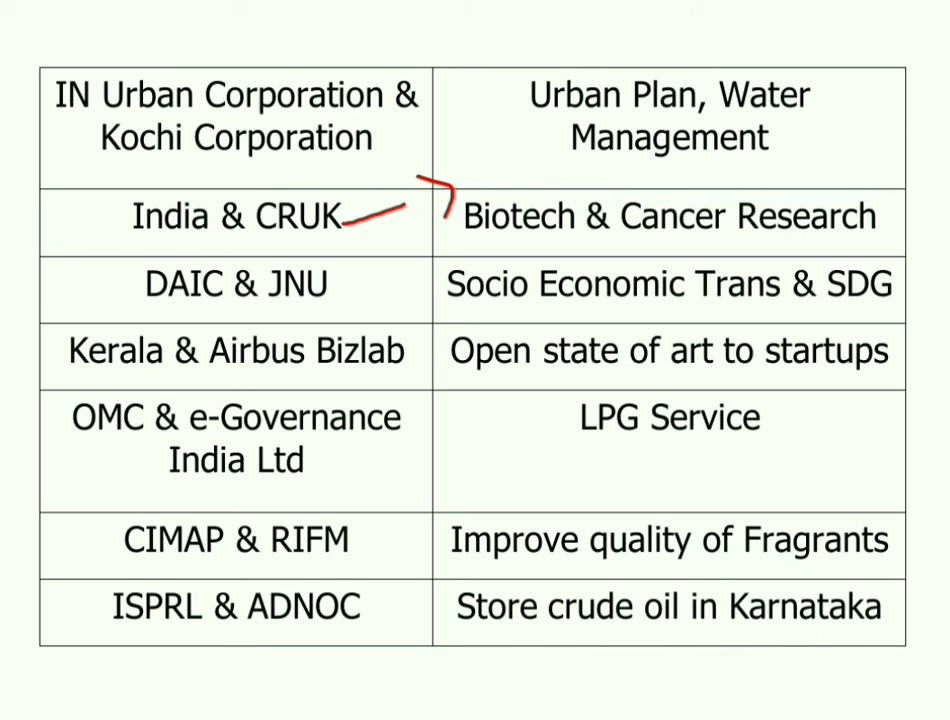 IN Urban Corporation &
Kochi Corporation
Urban Plan, Water
Management
India & CRUK
Biotech & Cancer Research
DAIC & JNU
Socio Economic Trans & SDG
Kerala & Airbus Bizlab
Open state of art to startups
OMC & e-Governance
India Ltd
LPG Service
CIMAP & RIFM
Improve quality of Fragrants
ISPRL & ADNOC
Store crude oil in Karnataka